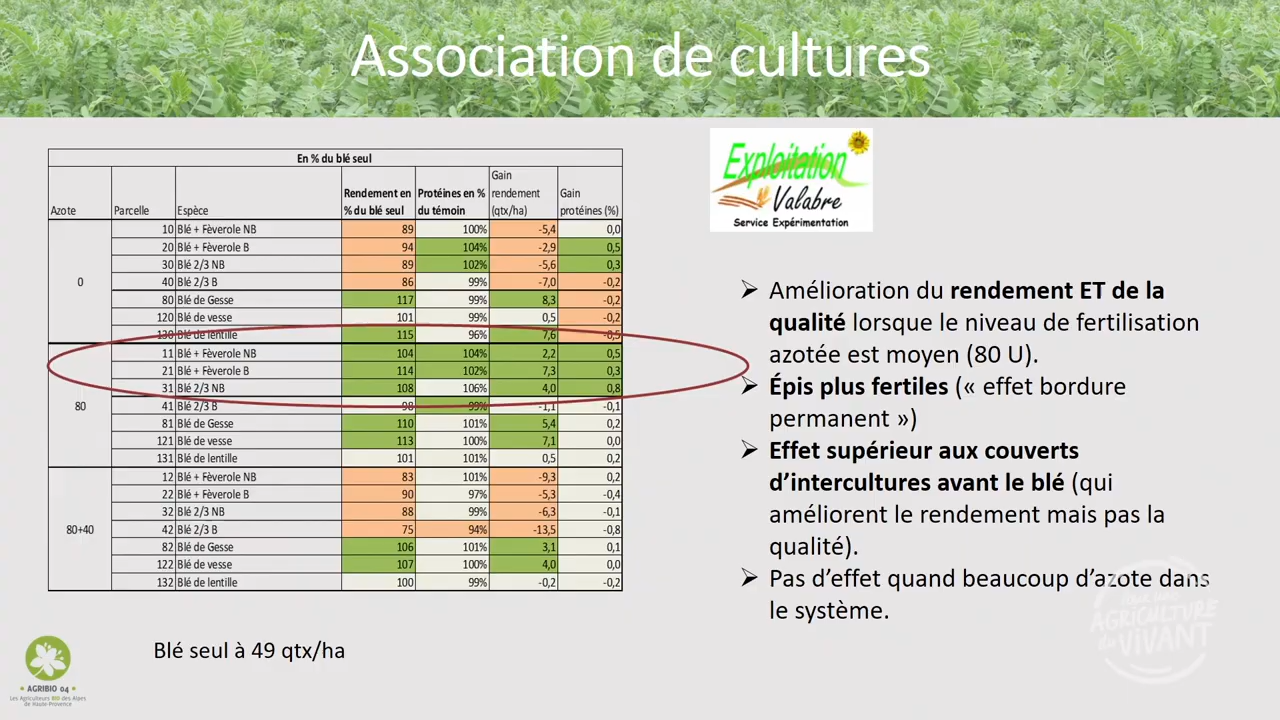 Association de cultures
En % du blé seul
Azote Parcelle Espèce Rendement en % du blé seul Protéines en % du témoin Gain rendement (qtx/ha) Gain protéines (%)
10 Blé + Fèverole NB 89 100% -5,4 0,0
20 Blé + Fèverole B 94 104% -2,9 0,5
30 Blé 2/3 NB 89 102% -5,6 0,3
0 40 Blé 2/3 B 86 99% -7,0 -0,2
80 Blé de Gesse 117 99% 8,3 -0,2
120 Blé de vesse 101 99% 0,5 -0,2
130 Blé de lentille 115 96% 7,6 -0,5
11 Blé + Fèverole NB 104 104% 2,2 0,5
21 Blé + Fèverole B 114 102% 7,3 0,3
31 Blé 2/3 NB 108 106% 4,0 0,8
80 41 Blé 2/3 B 98 99% -1,1 -0,1
81 Blé de Gesse 110 101% 5,4 0,2
121 Blé de vesse 113 100% 7,1 0,0
131 Blé de lentille 101 101% 0,5 0,2
12 Blé + Fèverole NB 83 101% -9,3 0,2
22 Blé + Fèverole B 90 97% -5,3 -0,4
32 Blé 2/3 NB 88 99% -6,3 -0,1
80+40 42 Blé 2/3 B 75 94% -13,5 -0,8
82 Blé de Gesse 106 101% 3,1 0,1
122 Blé de vesse 107 100% 4,0 0,0
132 Blé de lentille 100 99% -0,2 -0,2
Blé seul à 49 qtx/ha
Exploitation
Valabre
Service Expérimentation
➢ Amélioration du rendement ET de la
qualité lorsque le niveau de fertilisation
azotée est moyen (80 U).
➢ Épis plus fertiles (« effet bordure
permanent »)
➢ Effet supérieur aux couverts
d’intercultures avant le blé (qui
améliorent le rendement mais pas la
qualité).
➢ Pas d’effet quand beaucoup d’azote dans
le système.
• AGRIBIO 04 •
Les Agriculteurs BIO des Alpes
de Haute-Provence
Pour une
AGRICULTURE
du VIVANT